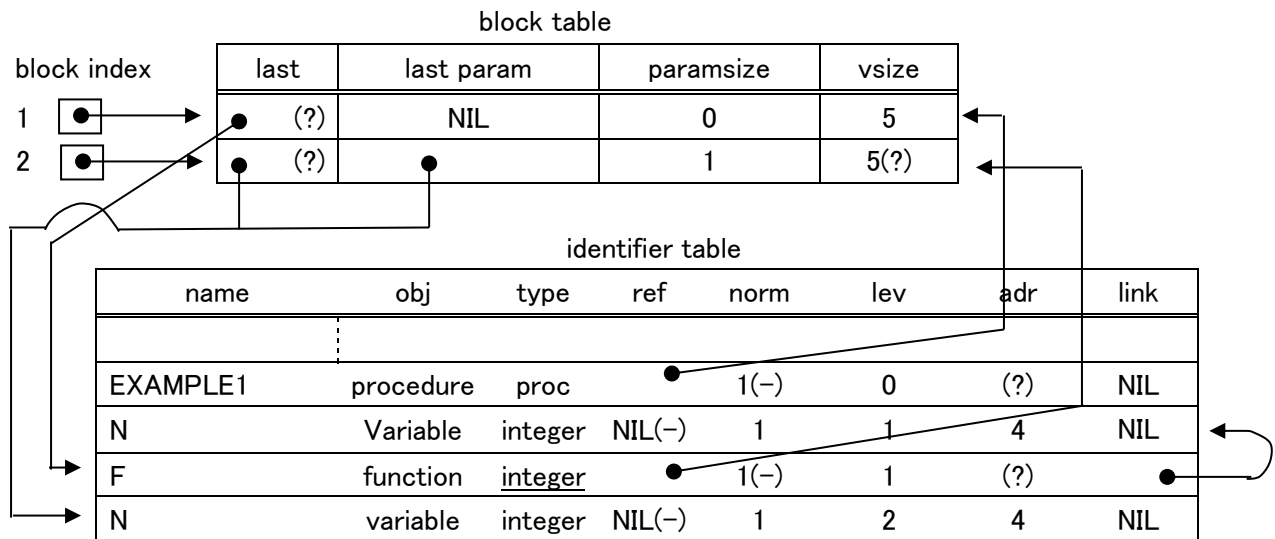 block table
block index last last param paramsize vsize
1 (?) NIL 0 5
2 (?) 1 5(?)
identifier table
name obj type ref norm lev adr link
EXAMPLE1 procedure proc 1(-) 0 (?) NIL
N Variable integer NIL(-) 1 1 4 NIL
F function integer 1(-) 1 (?)
N variable integer NIL(-) 1 2 4 NIL